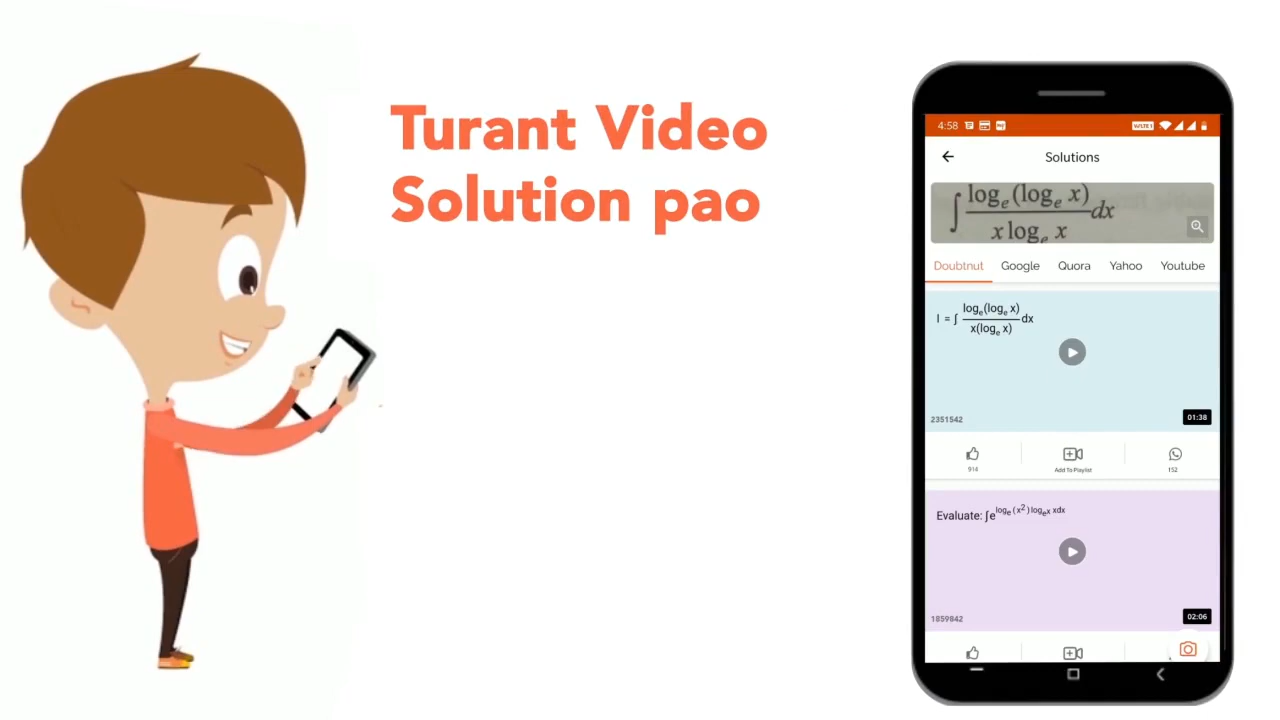 Turant Video
Solution pao
4:58
VoLTE1
Solutions
∫ logₑ(logₑ x) / x logₑ x dx
Doubtnut Google Quora Yahoo Youtube
I = ∫ logₑ(logₑ x) / x(logₑ x) dx
2351542
01:38
914
Add To Playlist
152
Evaluate: ∫e^logₑ(x²)logₑx xdx
1859842
02:06